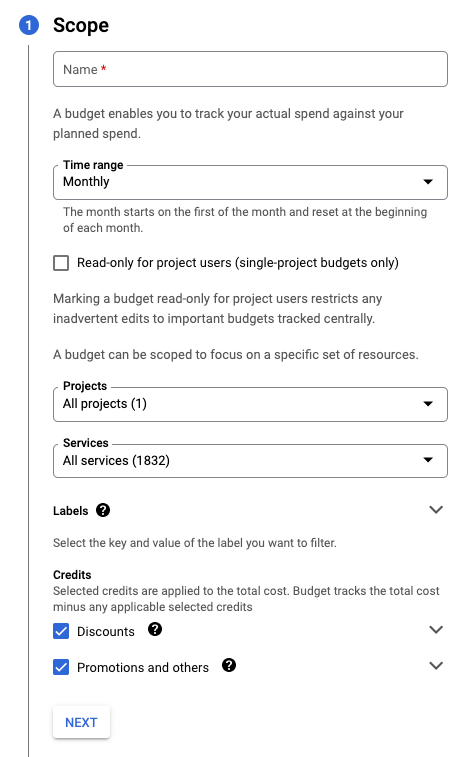 1 Scope
Name *
A budget enables you to track your actual spend against your
planned spend.
Time range
Monthly
The month starts on the first of the month and reset at the beginning
of each month.
Read-only for project users (single-project budgets only)
Marking a budget read-only for project users restricts any
inadvertent edits to important budgets tracked centrally.
A budget can be scoped to focus on a specific set of resources.
Projects
All projects (1)
Services
All services (1832)
Labels ?
Select the key and value of the label you want to filter.
Credits
Selected credits are applied to the total cost. Budget tracks the total cost
minus any applicable selected credits
Discounts ?
Promotions and others ?
NEXT